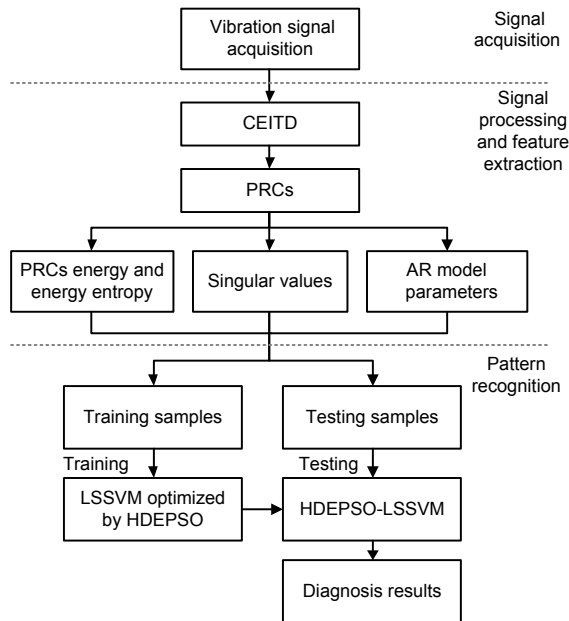 Vibration signal
acquisition
Signal
acquisition
CEITD
Signal
processing
and feature
extraction
PRCs
PRCs energy and
energy entropy
Singular values
AR model
parameters
Pattern
recognition
Training samples
Testing samples
Training
Testing
LSSVM optimized
by HDEPSO
HDEPSO-LSSVM
Diagnosis results